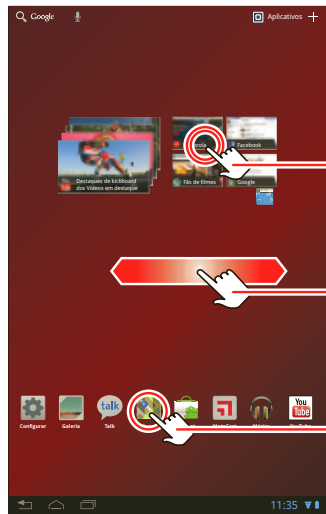 Google
Aplicativos
Facebook
Destaques de kickboard
dos Vídeos em destaque
Fãs de filmes
Google
talk
You
Tube
Configurar
Galeria
Talk
Música
YouTube
11:35